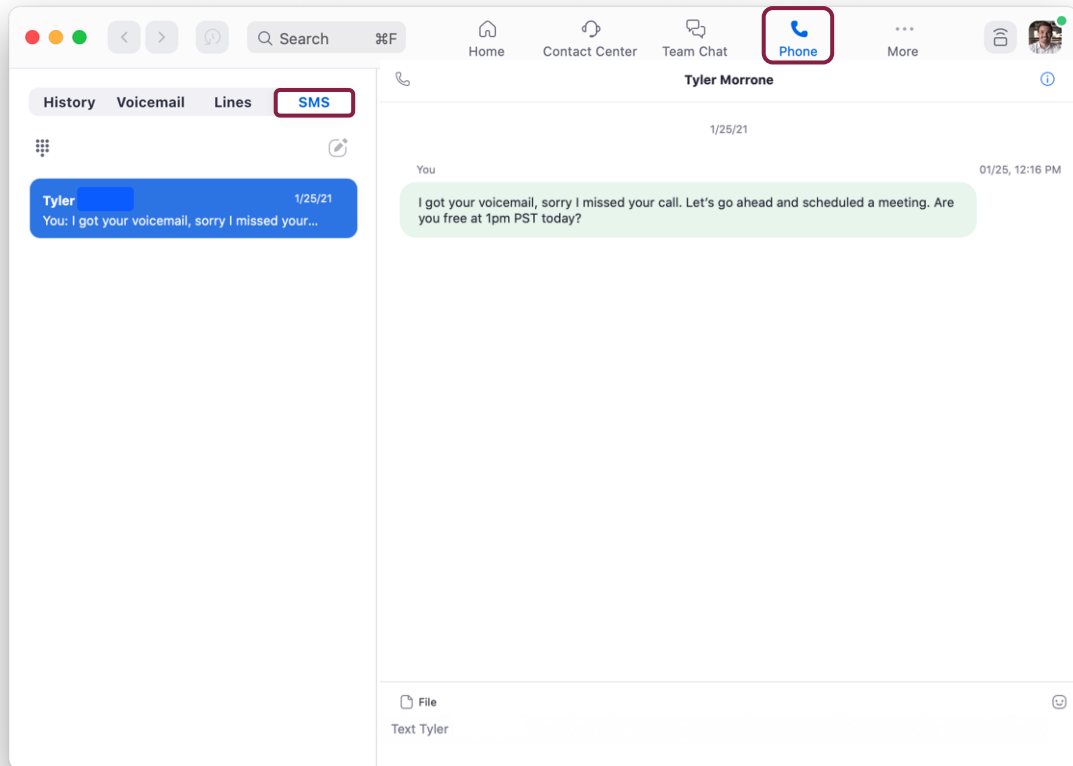 Search ⌘F
Home
Contact Center
Team Chat
Phone
More
History
Voicemail
Lines
SMS
Tyler 1/25/21
You: I got your voicemail, sorry I missed your...
Tyler Morrone
1/25/21
You 01/25, 12:16 PM
I got your voicemail, sorry I missed your call. Let's go ahead and scheduled a meeting. Are
you free at 1pm PST today?
File
Text Tyler